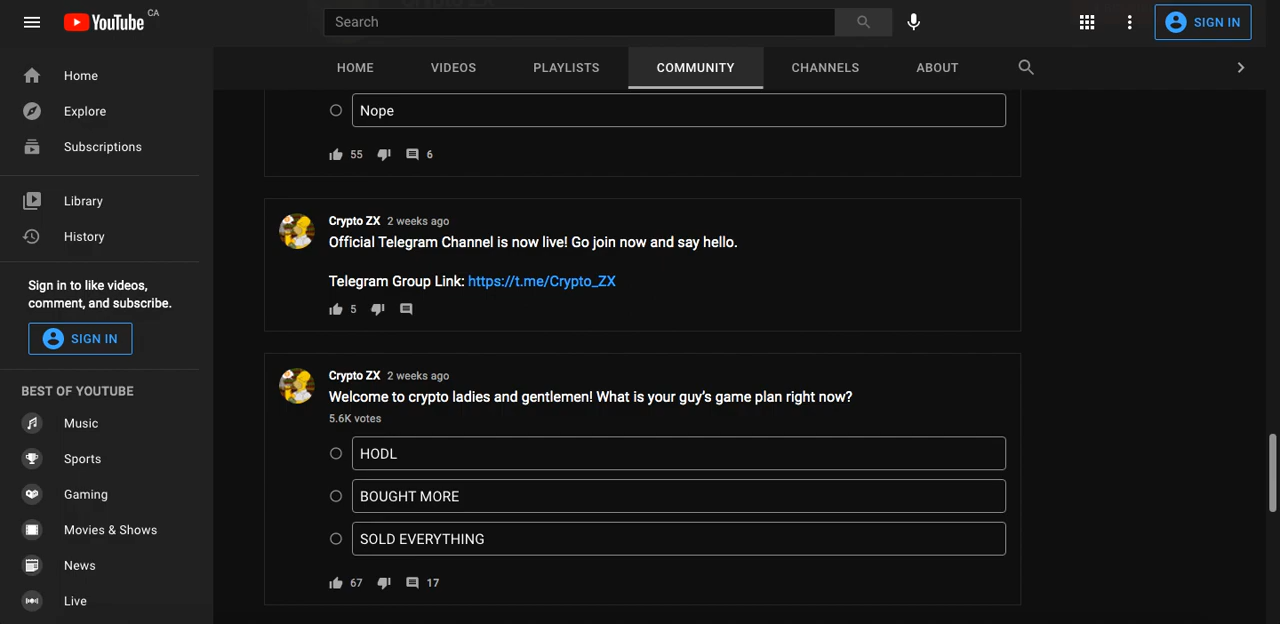 YouTube CA
Search
SIGN IN
Home
Explore
Subscriptions
Library
History
Sign in to like videos,
comment, and subscribe.
SIGN IN
BEST OF YOUTUBE
Music
Sports
Gaming
Movies & Shows
News
Live
HOME VIDEOS PLAYLISTS COMMUNITY CHANNELS ABOUT
Nope
55 6
Crypto ZX 2 weeks ago
Official Telegram Channel is now live! Go join now and say hello.
Telegram Group Link: https://t.me/Crypto_ZX
5
Crypto ZX 2 weeks ago
Welcome to crypto ladies and gentlemen! What is your guy's game plan right now?
5.6K votes
HODL
BOUGHT MORE
SOLD EVERYTHING
67 17